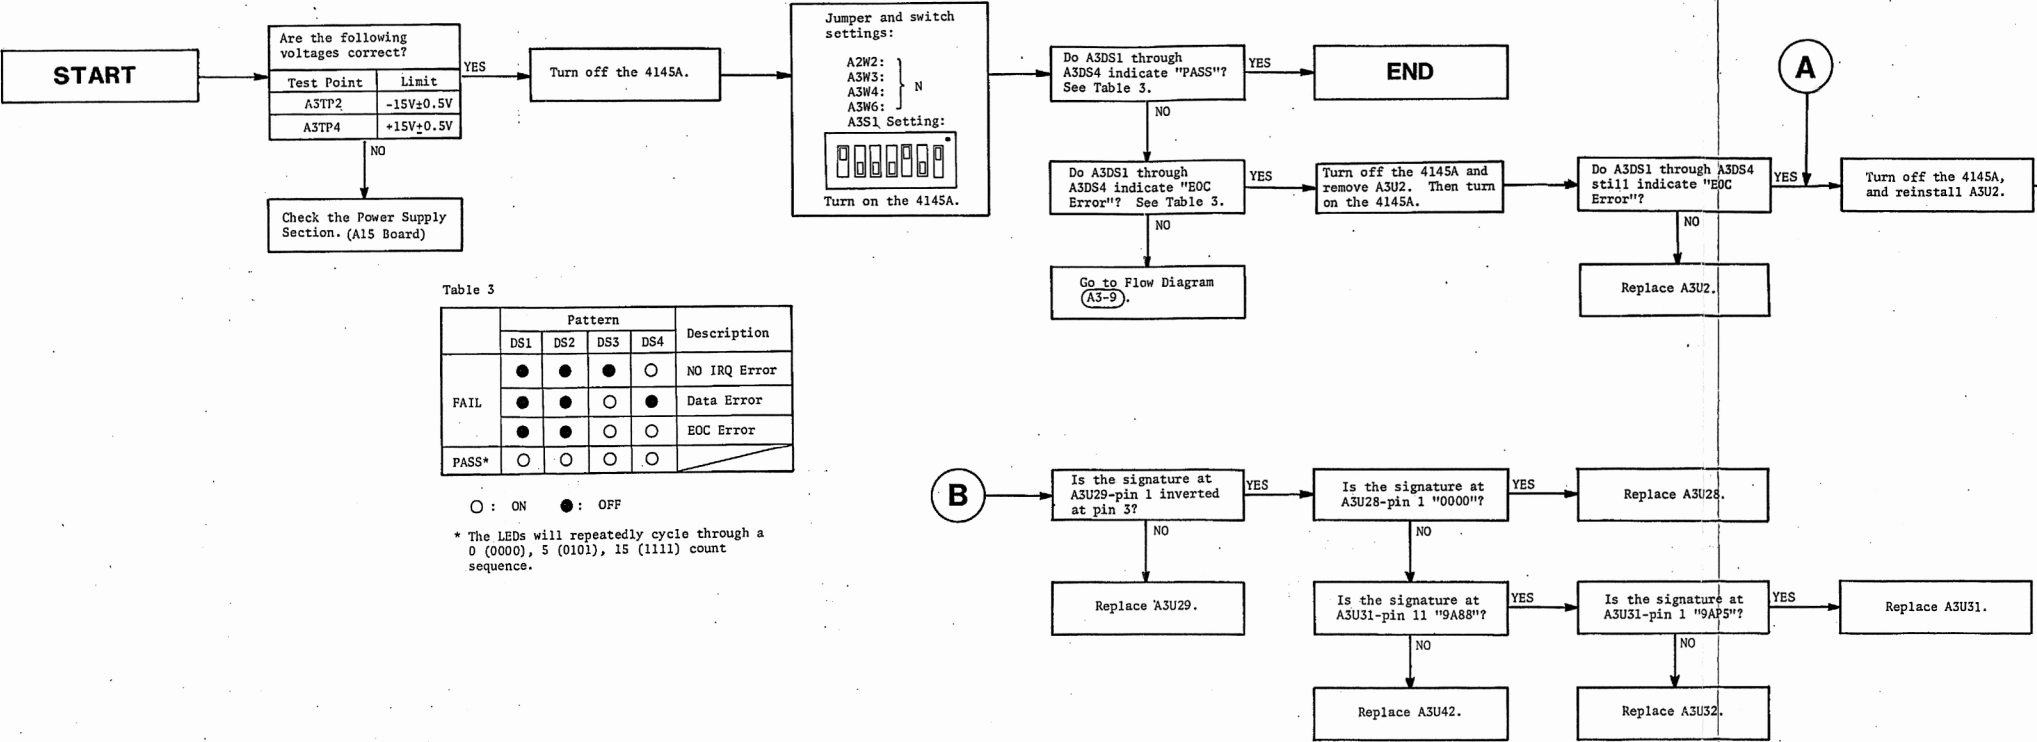 START
Are the following
voltages correct?
Test Point Limit
A3TP2 -15V±0.5V
A3TP4 +15V±0.5V
YES
NO
Check the Power Supply
Section. (A15 Board)
Turn off the 4145A.
Jumper and switch
settings:
A2W2:
A3W3:
A3W4:
A3W6:
N
A3S1 Setting:
Turn on the 4145A.
Do A3DS1 through
A3DS4 indicate "PASS"?
See Table 3.
YES
END
NO
Do A3DS1 through
A3DS4 indicate "EOC
Error"? See Table 3.
YES
NO
Go to Flow Diagram
A3-9.
Turn off the 4145A and
remove A3U2. Then turn
on the 4145A.
Do A3DS1 through A3DS4
still indicate "EOC
Error"?
YES
NO
Replace A3U2.
A
Turn off the 4145A,
and reinstall A3U2.
Table 3
Pattern Description
DS1 DS2 DS3 DS4
FAIL
● ● ● ○ NO IRQ Error
● ● ○ ● Data Error
● ● ○ ○ EOC Error
PASS* ○ ○ ○ ○
○: ON ●: OFF
* The LEDs will repeatedly cycle through a
0 (0000), 5 (0101), 15 (1111) count
sequence.
B
Is the signature at
A3U29-pin 1 inverted
at pin 3?
YES
NO
Replace A3U29.
Is the signature at
A3U28-pin 1 "0000"?
YES
Replace A3U28.
NO
Is the signature at
A3U31-pin 11 "9A88"?
YES
NO
Replace A3U42.
Is the signature at
A3U31-pin 1 "9AP5"?
YES
Replace A3U31.
NO
Replace A3U32.